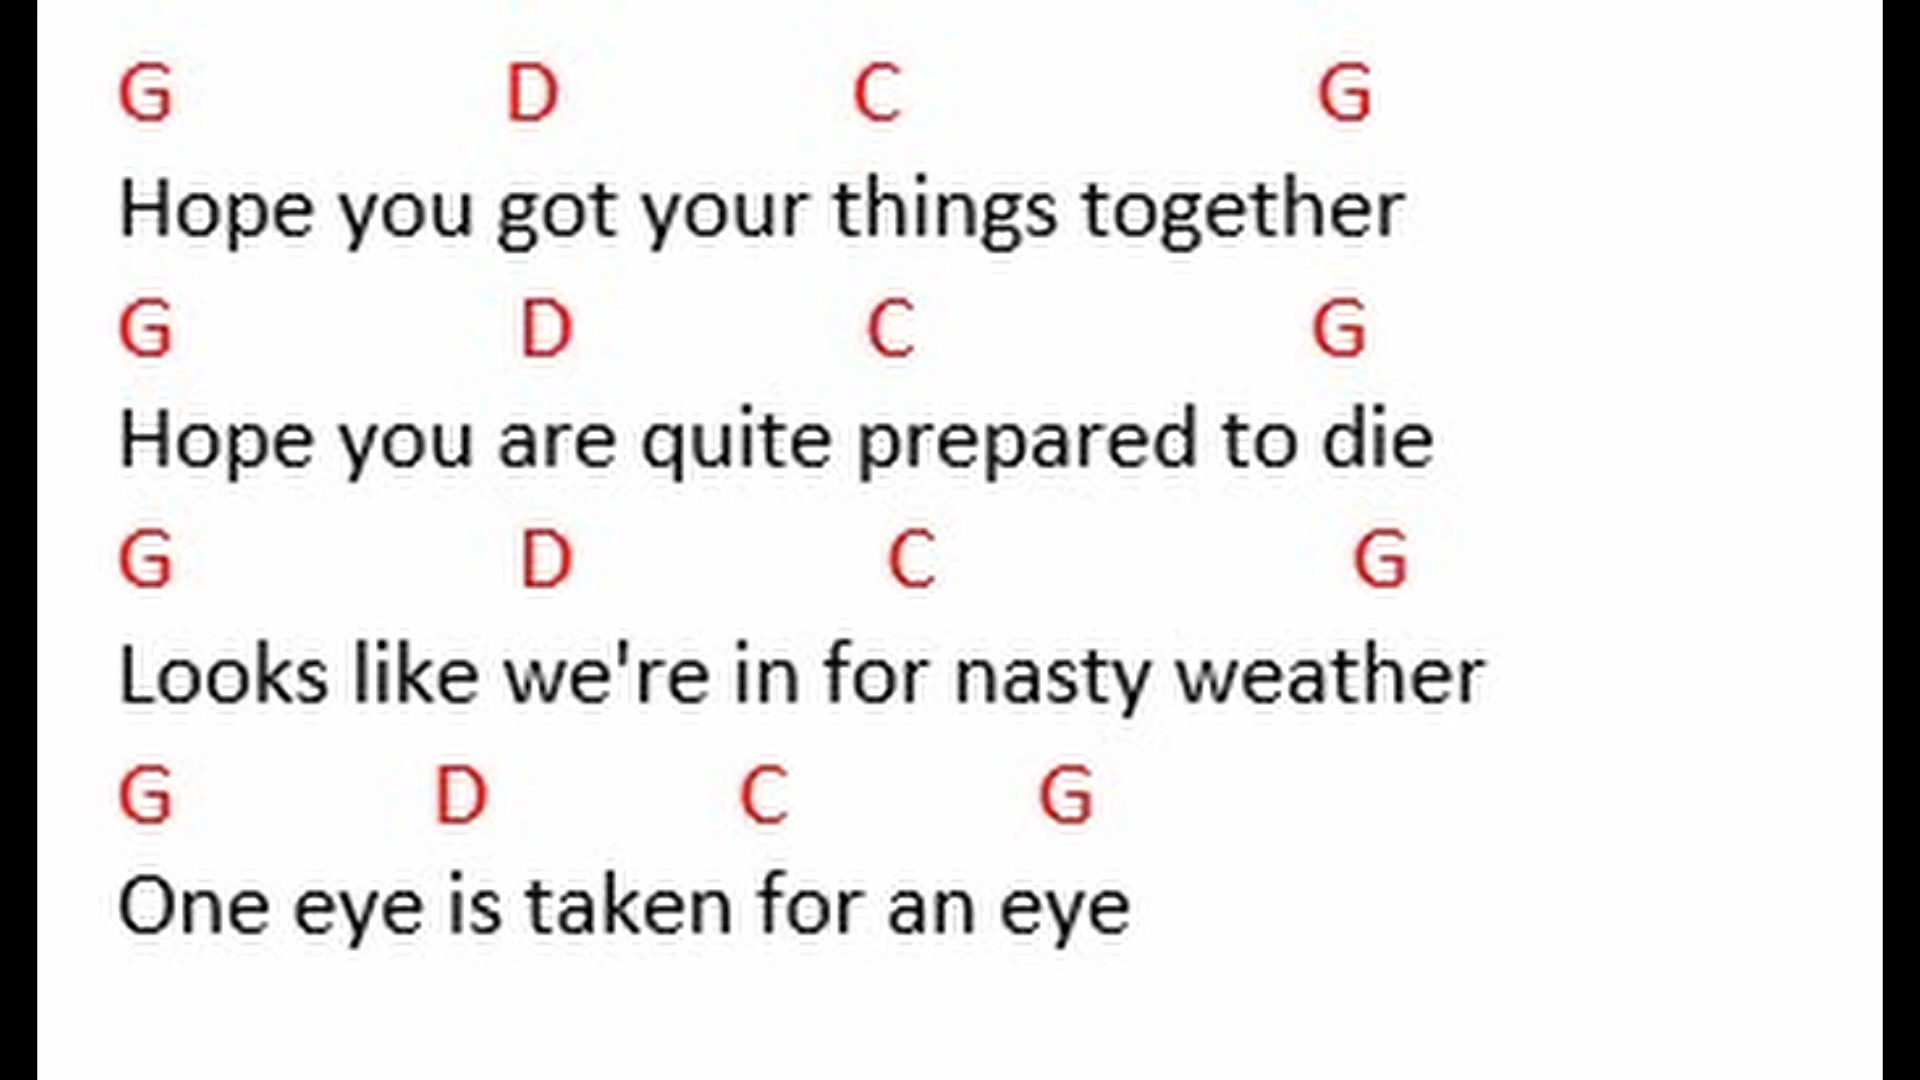 G D C G
Hope you got your things together
G D C G
Hope you are quite prepared to die
G D C G
Looks like we're in for nasty weather
G D C G
One eye is taken for an eye